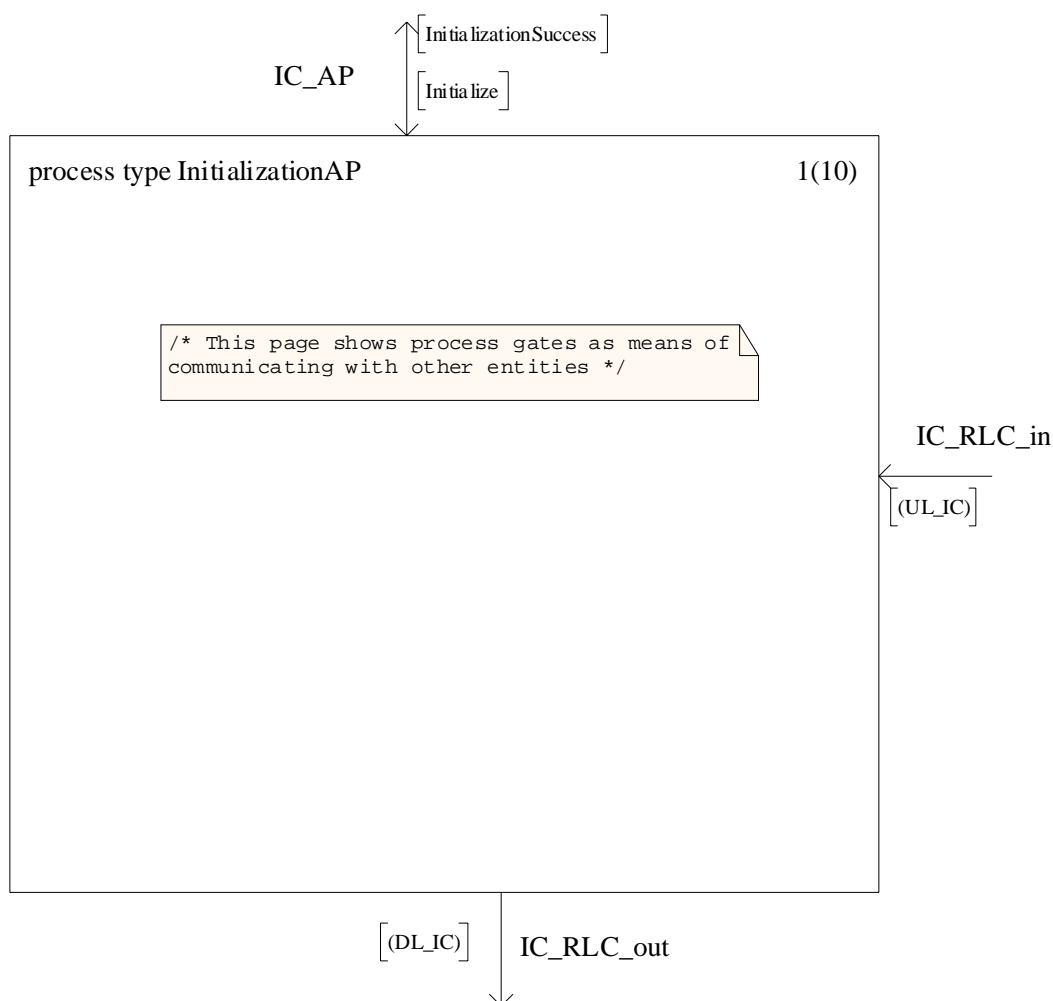 [InitializationSuccess]
IC_AP
[Initialize]
process type InitializationAP 1(10)
/* This page shows process gates as means of
communicating with other entities */
IC_RLC_in
[(UL_IC)]
[(DL_IC)] IC_RLC_out